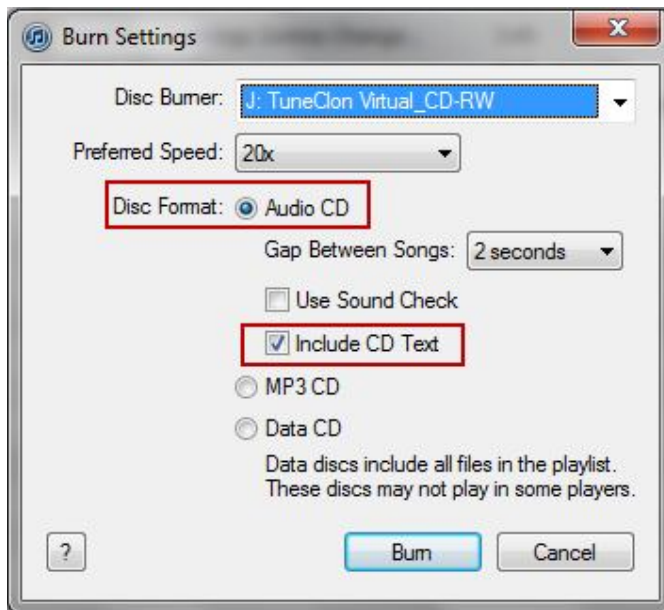 Burn Settings
Disc Burner: J: TuneClon Virtual_CD-RW
Preferred Speed: 20x
Disc Format: Audio CD
Gap Between Songs: 2 seconds
Use Sound Check
Include CD Text
MP3 CD
Data CD
Data discs include all files in the playlist.
These discs may not play in some players.
? Burn Cancel